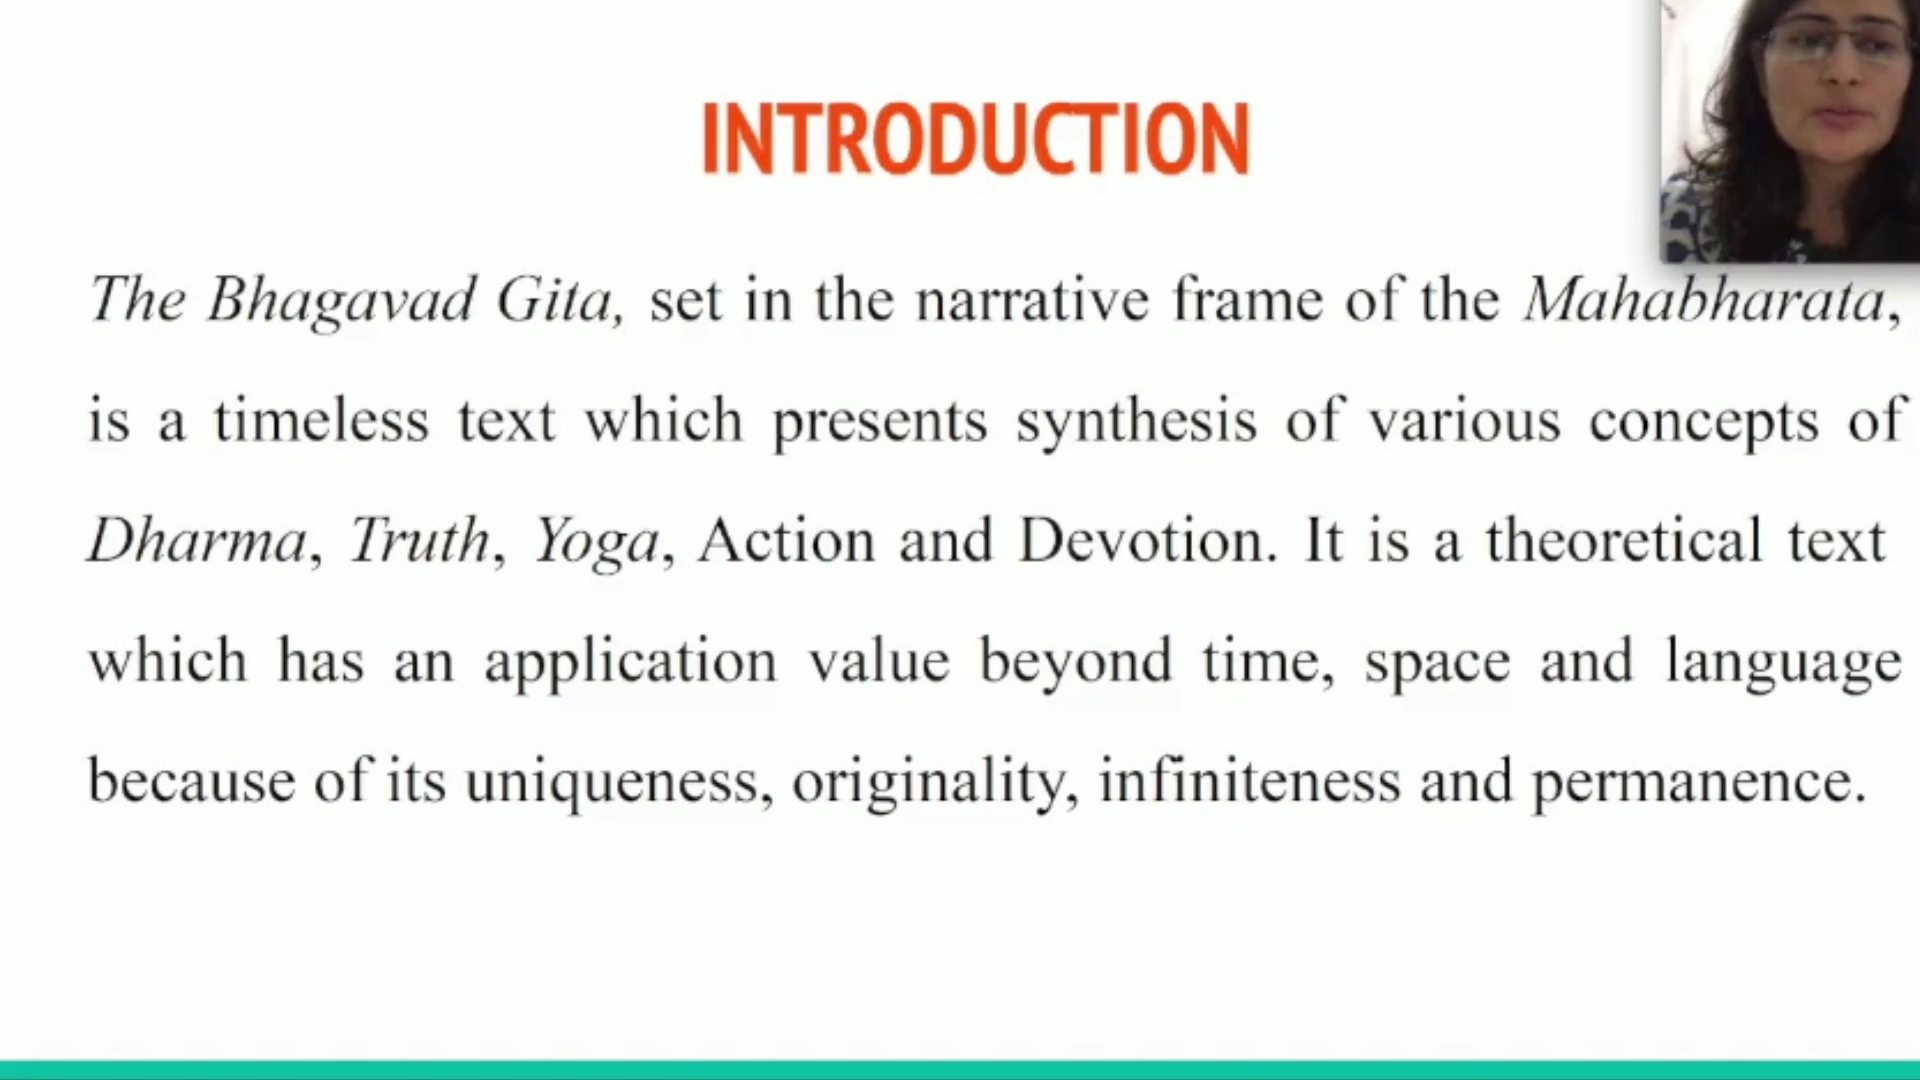 INTRODUCTION
The Bhagavad Gita, set in the narrative frame of the Mahabharata,
is a timeless text which presents synthesis of various concepts of
Dharma, Truth, Yoga, Action and Devotion. It is a theoretical text
which has an application value beyond time, space and language
because of its uniqueness, originality, infiniteness and permanence.